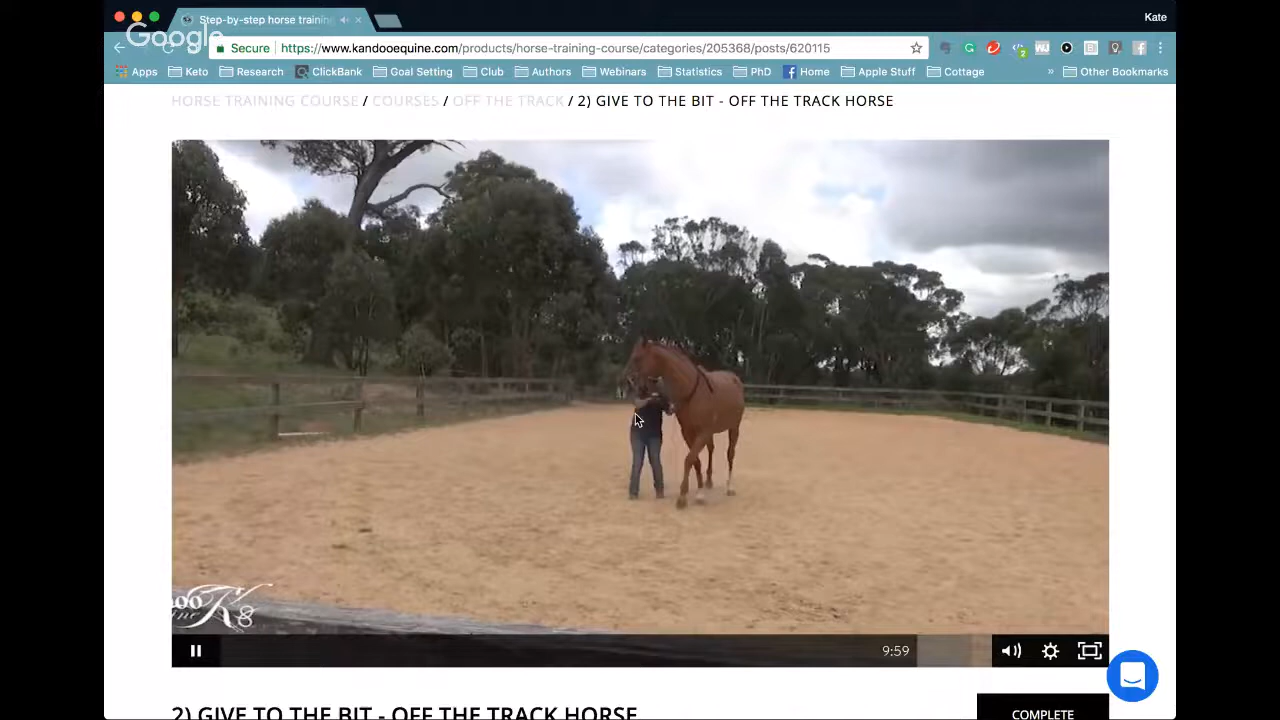 Step-by-step horse trainin
Kate
Google
Secure https://www.kandooequine.com/products/horse-training-course/categories/205368/posts/620115
Apps Keto Research ClickBank Goal Setting Club Authors Webinars Statistics PhD Home Apple Stuff Cottage » Other Bookmarks
HORSE TRAINING COURSE / COURSES / OFF THE TRACK / 2) GIVE TO THE BIT - OFF THE TRACK HORSE
9:59
2) GIVE TO THE BIT - OFF THE TRACK HORSE
COMPLETE